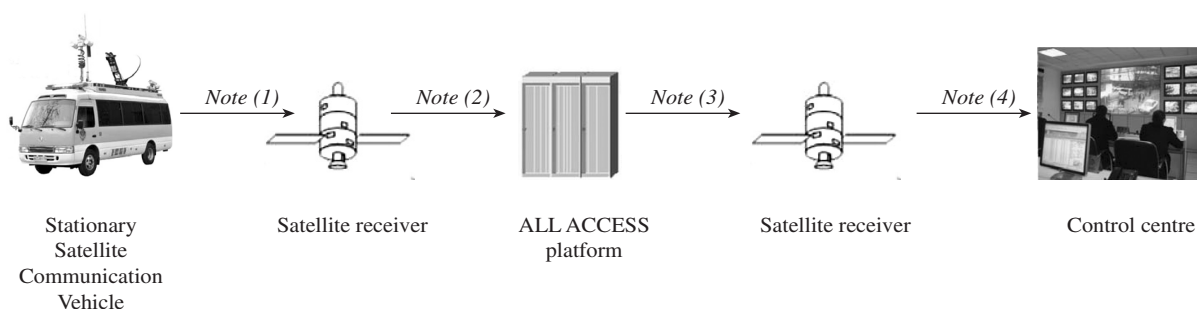 Note (1)
Note (2)
Note (3)
Note (4)
Stationary
Satellite
Communication
Vehicle
Satellite receiver
ALL ACCESS
platform
Satellite receiver
Control centre